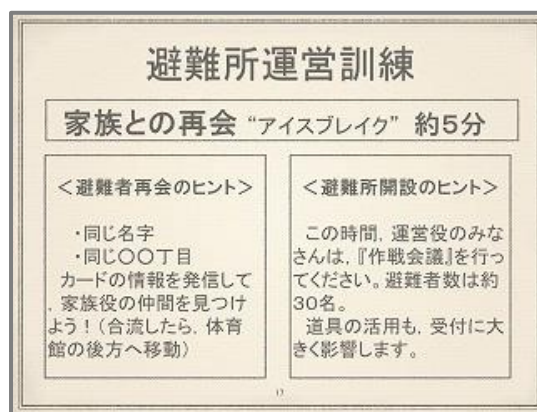 避難所運営訓練
家族との再会 “アイスブレイク” 約5分
＜避難者再会のヒント＞
・同じ名字
・同じ〇〇丁目
カードの情報を発信して
，家族役の仲間を見つけ
よう！（合流したら，体育
館の後方へ移動）
＜避難所開設のヒント＞
この時間，運営役のみな
さんは，『作戦会議』を行っ
てください。避難者数は約
30名。
道具の活用も，受付に大
きく影響します。